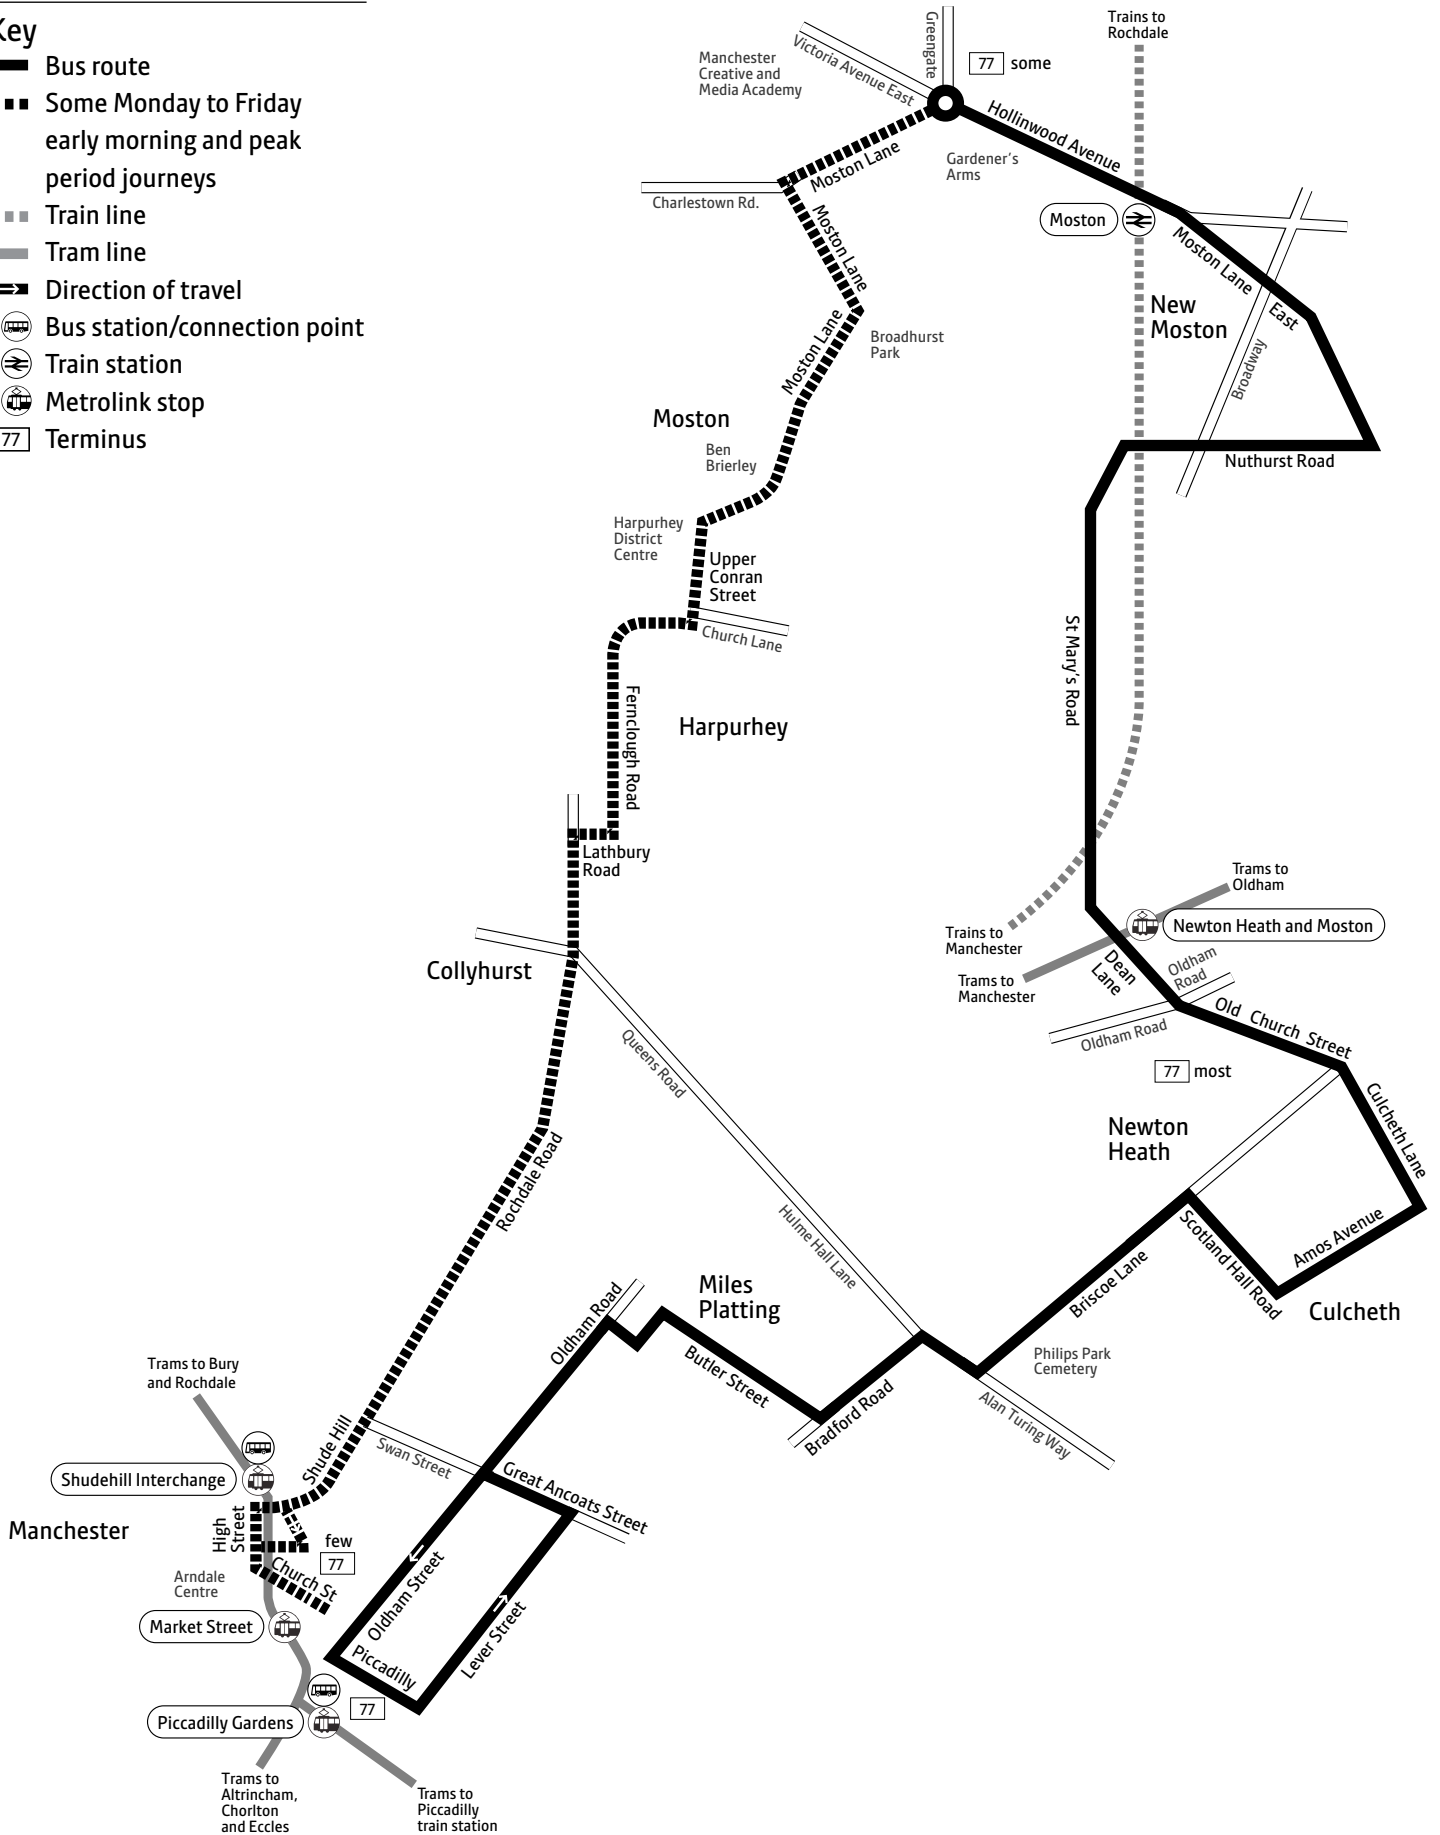 Key
Bus route
Some Monday to Friday
early morning and peak
period journeys
Train line
Tram line
Direction of travel
Bus station/connection point
Train station
Metrolink stop
77 Terminus
Trains to
Rochdale
Greengate
77 some
Victoria Avenue East
Manchester
Creative and
Media Academy
Hollinwood Avenue
Moston Lane
Gardener's
Arms
Charlestown Rd.
Moston Lane
Moston
Moston Lane
East
New
Moston
Moston Lane
Broadhurst
Park
Broadway
Moston
Ben
Brierley
Nuthurst Road
Harpurhey
District
Centre
Upper
Conran
Street
Church Lane
St Mary's Road
Fernclough Road
Harpurhey
Lathbury
Road
Trams to
Oldham
Newton Heath and Moston
Trains to
Manchester
Trams to
Manchester
Dean
Lane
Oldham
Road
Collyhurst
Oldham Road
Old Church Street
Queens Road
77 most
Culcheth Lane
Newton
Heath
Rochdale Road
Hulme Hall Lane
Scotland Hall Road
Amos Avenue
Briscoe Lane
Miles
Platting
Culcheth
Oldham Road
Butler Street
Philips Park
Cemetery
Trams to Bury
and Rochdale
Bradford Road
Alan Turing Way
Shude Hill
Swan Street
Shudehill Interchange
Great Ancoats Street
Manchester
High
Street
few
77
Church St
Arndale
Centre
Oldham Street
Market Street
Lever Street
Piccadilly
77
Piccadilly Gardens
Trams to
Altrincham,
Chorlton
and Eccles
Trams to
Piccadilly
train station